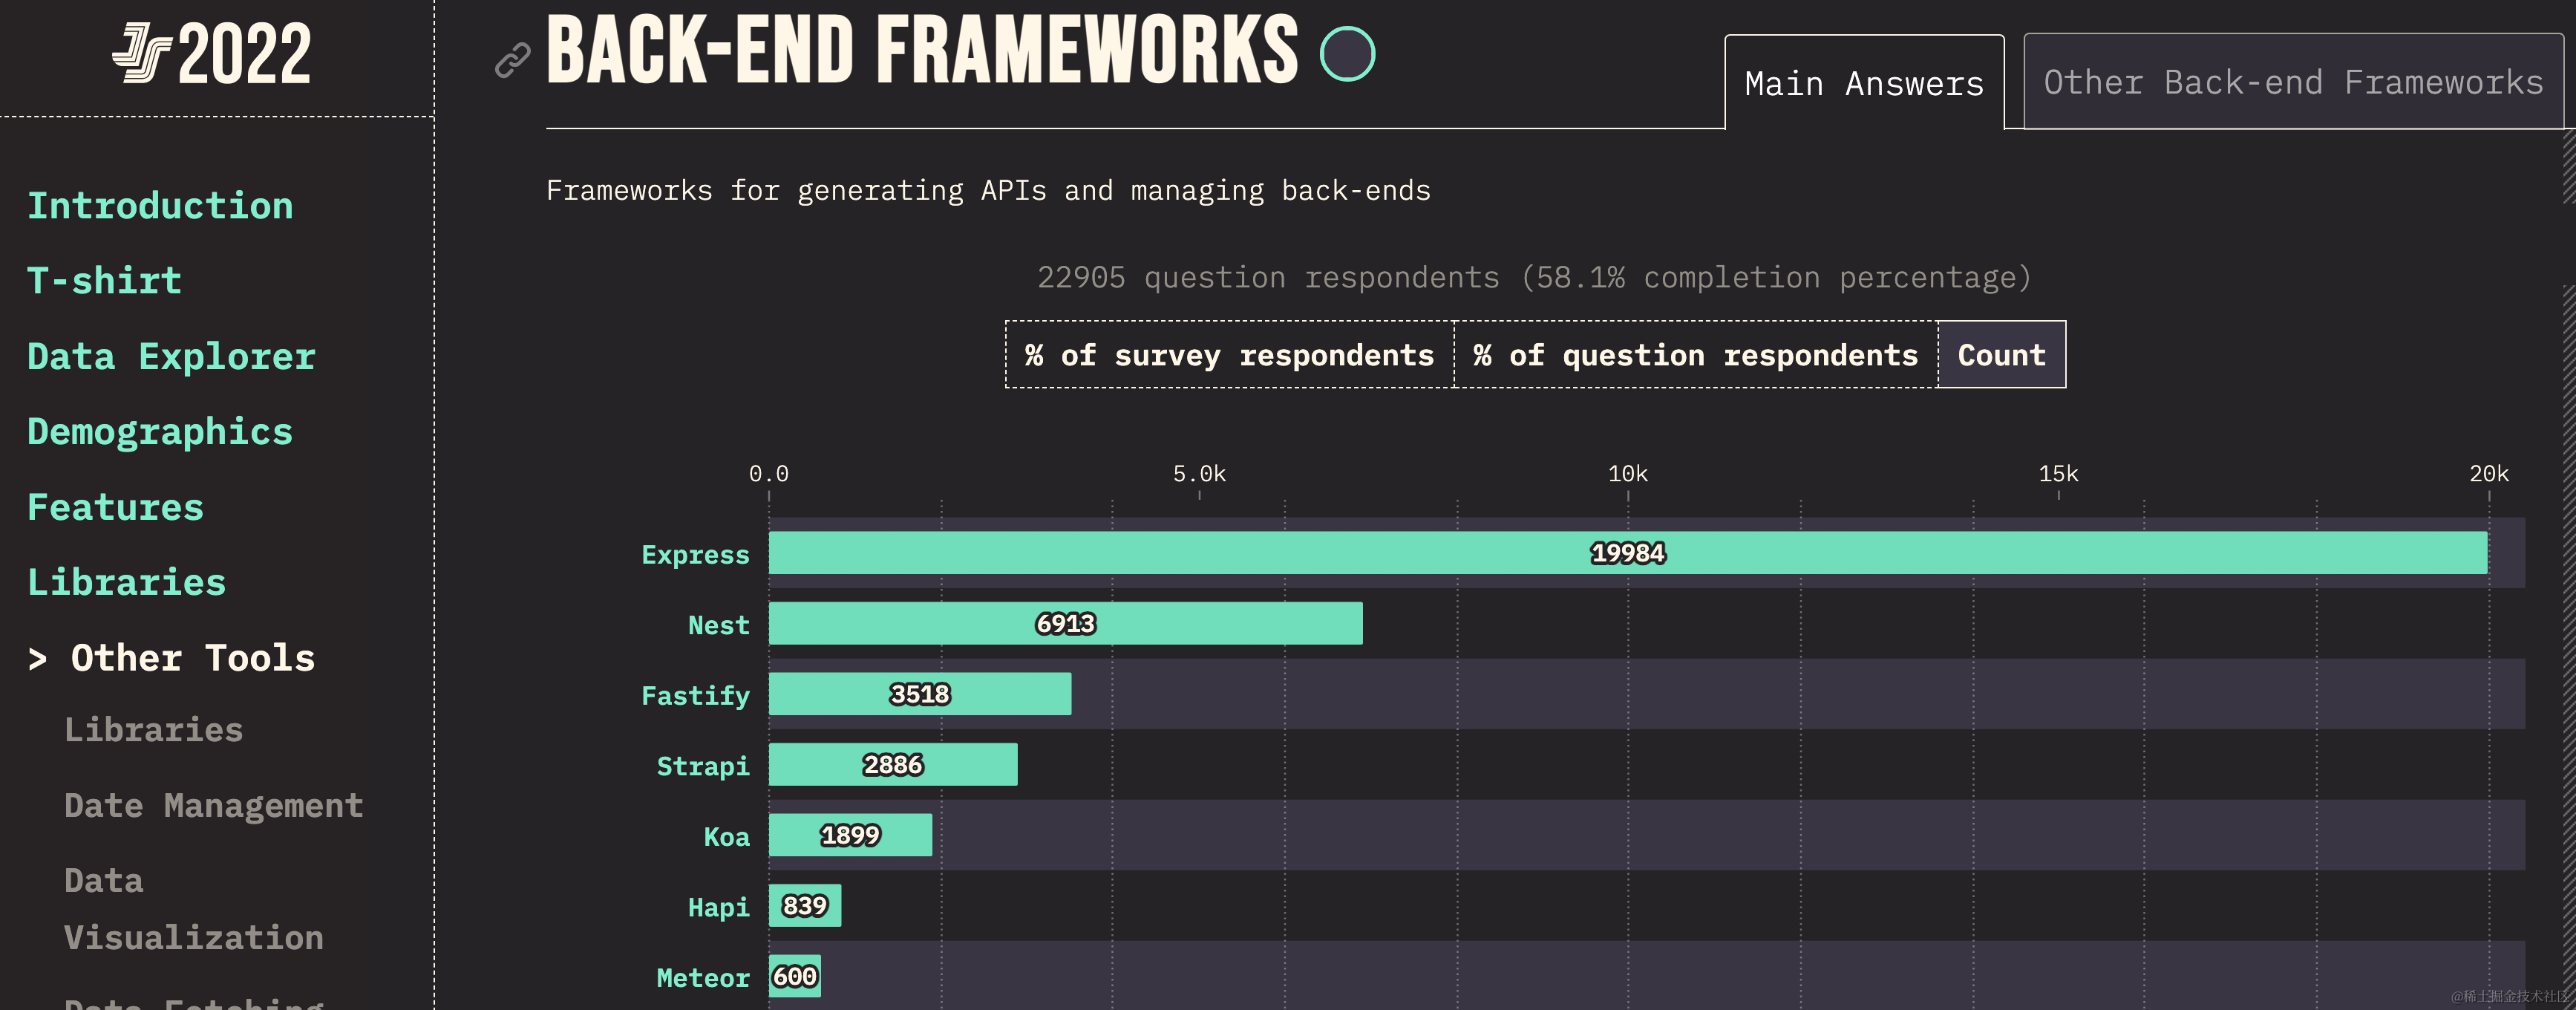 2022
Introduction
T-shirt
Data Explorer
Demographics
Features
Libraries
> Other Tools
Libraries
Date Management
Data
Visualization
Data Fetching
BACK-END FRAMEWORKS
Main Answers
Other Back-end Frameworks
Frameworks for generating APIs and managing back-ends
22905 question respondents (58.1% completion percentage)
% of survey respondents % of question respondents Count
0.0 5.0k 10k 15k 20k
Express 19984
Nest 6913
Fastify 3518
Strapi 2886
Koa 1899
Hapi 839
Meteor 600
@稀土掘金技术社区